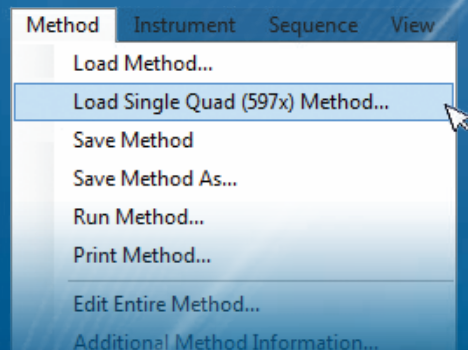 Method Instrument Sequence View
Load Method...
Load Single Quad (597x) Method...
Save Method
Save Method As...
Run Method...
Print Method...
Edit Entire Method...
Additional Method Information...